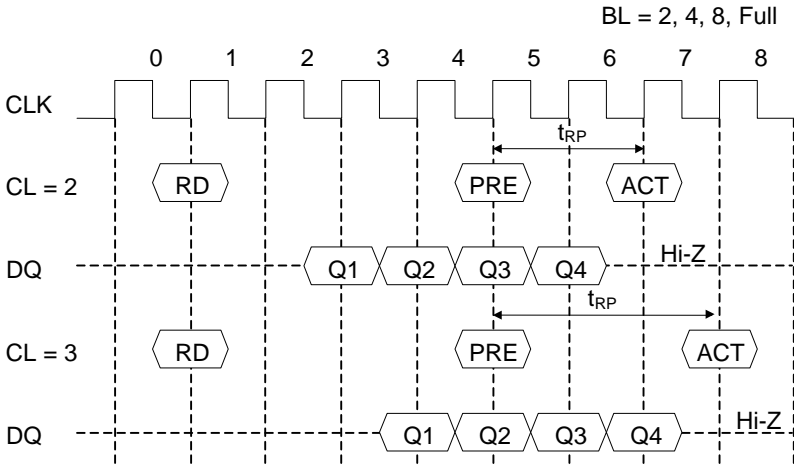 BL = 2, 4, 8, Full
0 1 2 3 4 5 6 7 8
CLK
tRP
CL = 2 RD PRE ACT
DQ Q1 Q2 Q3 Q4 Hi-Z
tRP
CL = 3 RD PRE ACT
DQ Q1 Q2 Q3 Q4 Hi-Z